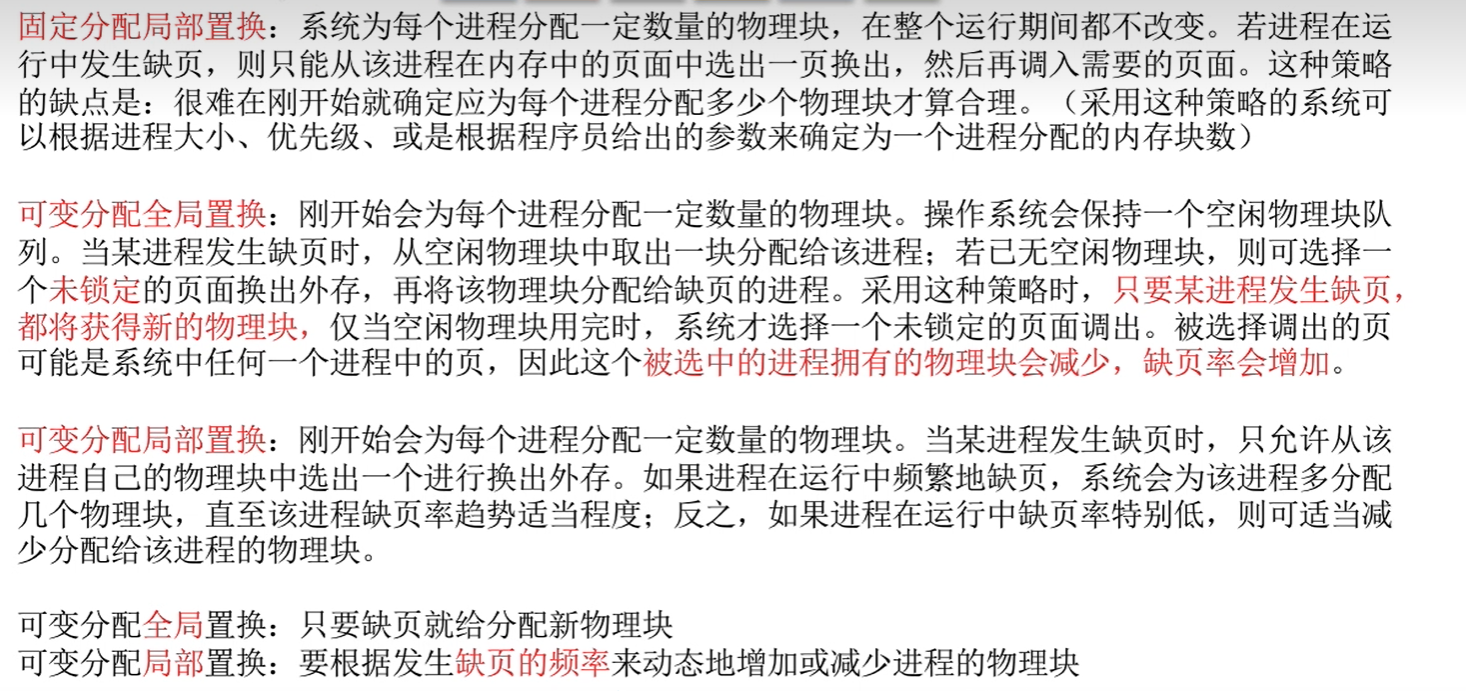 固定分配局部置换：系统为每个进程分配一定数量的物理块，在整个运行期间都不改变。若进程在运
行中发生缺页，则只能从该进程在内存中的页面中选出一页换出，然后再调入需要的页面。这种策略
的缺点是：很难在刚开始就确定应为每个进程分配多少个物理块才算合理。（采用这种策略的系统可
以根据进程大小、优先级、或是根据程序员给出的参数来确定为一个进程分配的内存块数）
可变分配全局置换：刚开始会为每个进程分配一定数量的物理块。操作系统会保持一个空闲物理块队
列。当某进程发生缺页时，从空闲物理块中取出一块分配给该进程；若已无空闲物理块，则可选择一
个未锁定的页面换出外存，再将该物理块分配给缺页的进程。采用这种策略时，只要某进程发生缺页，
都将获得新的物理块，仅当空闲物理块用完时，系统才选择一个未锁定的页面调出。被选择调出的页
可能是系统中任何一个进程中的页，因此这个被选中的进程拥有的物理块会减少，缺页率会增加。
可变分配局部置换：刚开始会为每个进程分配一定数量的物理块。当某进程发生缺页时，只允许从该
进程自己的物理块中选出一个进行换出外存。如果进程在运行中频繁地缺页，系统会为该进程多分配
几个物理块，直至该进程缺页率趋势适当程度；反之，如果进程在运行中缺页率特别低，则可适当减
少分配给该进程的物理块。
可变分配全局置换：只要缺页就给分配新物理块
可变分配局部置换：要根据发生缺页的频率来动态地增加或减少进程的物理块